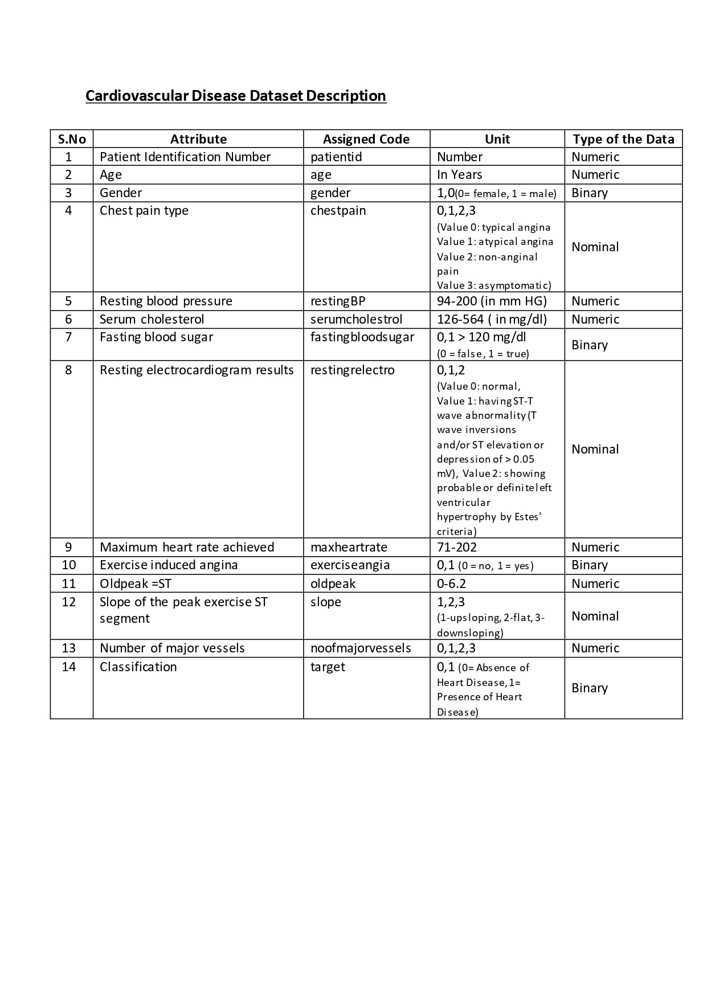 Cardiovascular Disease Dataset Description
S.No Attribute Assigned Code Unit Type of the Data
1 Patient Identification Number patientid Number Numeric
2 Age age In Years Numeric
3 Gender gender 1,0(0= female, 1 = male) Binary
4 Chest pain type chestpain 0,1,2,3
(Value 0: typical angina
Value 1: atypical angina
Nominal
Value 2: non-anginal
pain
Value 3: asymptomatic)
5 Resting blood pressure restingBP 94-200 (in mm HG) Numeric
6 Serum cholesterol serumcholestrol 126-564 ( in mg/dl) Numeric
7 Fasting blood sugar fastingbloodsugar 0,1 > 120 mg/dl
Binary
(0 = false, 1 = true)
8 Resting electrocardiogram results restingrelectro 0,1,2
(Value 0: normal,
Value 1: having ST-T
wave abnormality (T
wave inversions
and/or ST elevation or
Nominal
depression of > 0.05
mV), Value 2: showing
probable or definite left
ventricular
hypertrophy by Estes'
criteria)
9 Maximum heart rate achieved maxheartrate 71-202 Numeric
10 Exercise induced angina exerciseangia 0,1 (0 = no, 1 = yes) Binary
11 Oldpeak =ST oldpeak 0-6.2 Numeric
12 Slope of the peak exercise ST slope 1,2,3
segment (1-upsloping, 2-flat, 3- Nominal
downsloping)
13 Number of major vessels noofmajorvessels 0,1,2,3 Numeric
14 Classification target 0,1 (0= Absence of
Heart Disease, 1=
Binary
Presence of Heart
Disease)